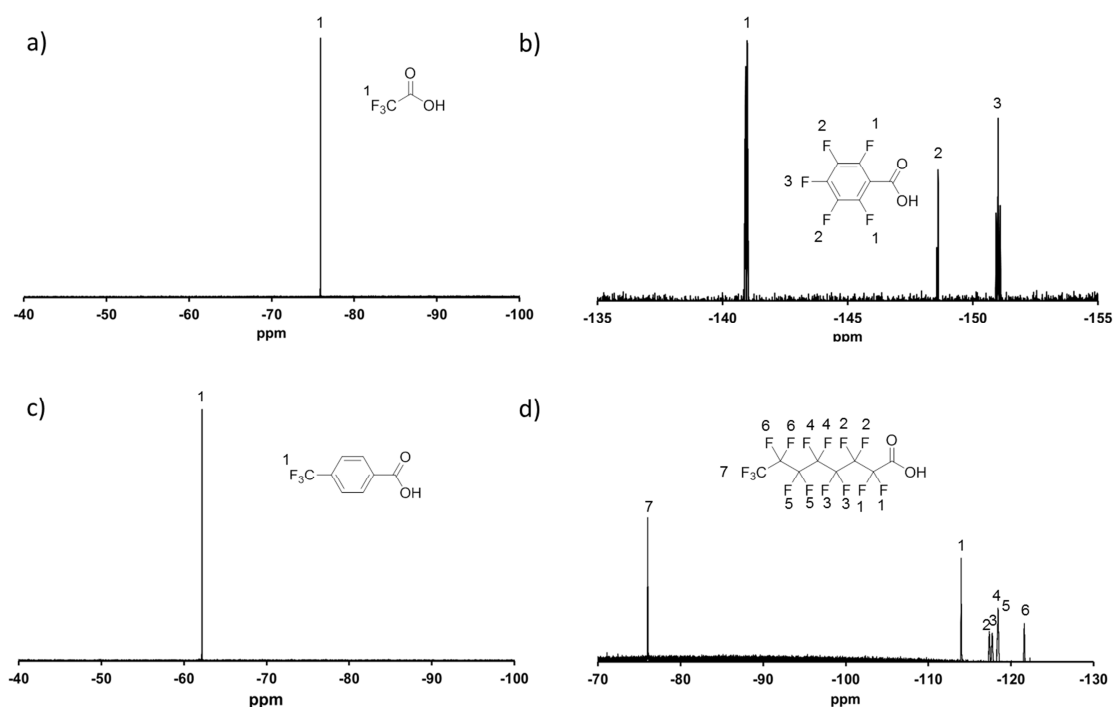 a)
1
1
F₃C
O
OH
-40 -50 -60 -70 -80 -90 -100
ppm
b)
1
2
3
2 1
F F
3 F
O
OH
F F
2 1
-135 -140 -145 -150 -155
ppm
c)
1
1
F₃C
O
OH
-40 -50 -60 -70 -80 -90 -100
ppm
d)
6 6 4 4 2 2
F F F F F F
O
OH
7 F₃C
F F F F F F
5 5 3 3 1 1
7
1
2
3
4
5
6
-70 -80 -90 -100 -110 -120 -130
ppm